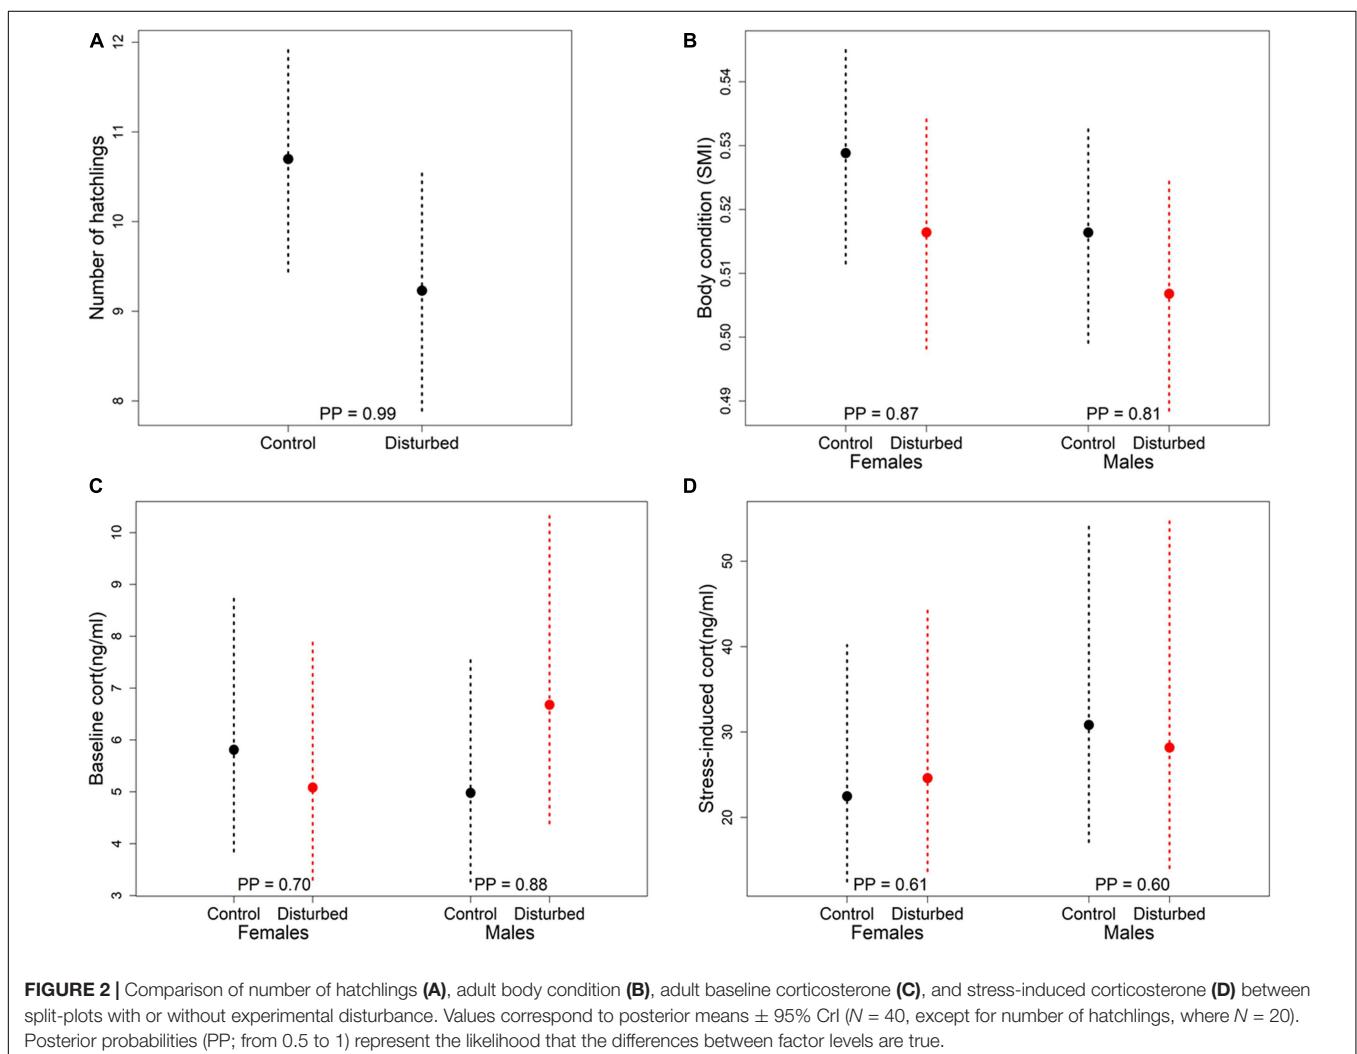 A
Number of hatchlings
12
11
10
9
8
PP = 0.99
Control Disturbed
B
Body condition (SMI)
0.54
0.53
0.52
0.51
0.50
0.49
PP = 0.87 PP = 0.81
Control Disturbed Control Disturbed
Females Males
C
Baseline cort(ng/ml)
10
9
8
7
6
5
4
3
PP = 0.70 PP = 0.88
Control Disturbed Control Disturbed
Females Males
D
Stress-induced cort(ng/ml)
50
40
30
20
PP = 0.61 PP = 0.60
Control Disturbed Control Disturbed
Females Males
FIGURE 2 | Comparison of number of hatchlings (A), adult body condition (B), adult baseline corticosterone (C), and stress-induced corticosterone (D) between
split-plots with or without experimental disturbance. Values correspond to posterior means ± 95% CrI (N = 40, except for number of hatchlings, where N = 20).
Posterior probabilities (PP; from 0.5 to 1) represent the likelihood that the differences between factor levels are true.